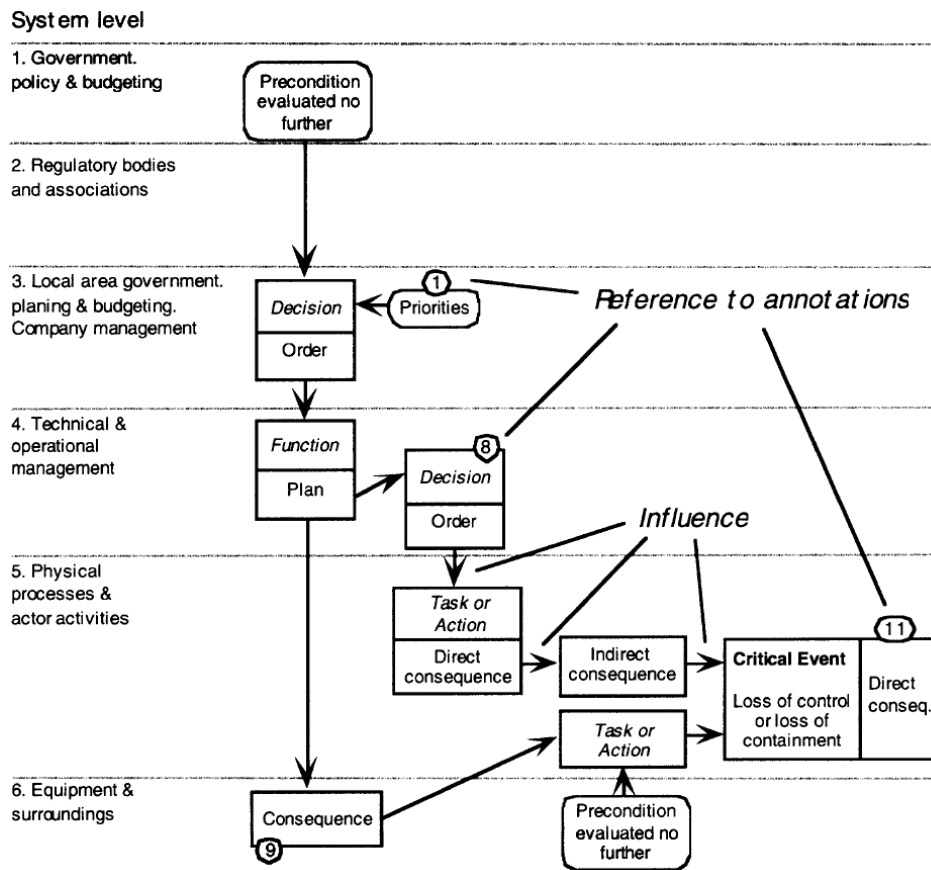 System level
1. Government.
policy & budgeting
Precondition
evaluated no
further
2. Regulatory bodies
and associations
3. Local area government.
planing & budgeting.
Company management
Decision
Order
1
Priorities
Reference to annotations
4. Technical &
operational
management
Function
Plan
8
Decision
Order
Influence
5. Physical
processes &
actor activities
Task or
Action
Direct
consequence
Indirect
consequence
Task or
Action
11
Critical Event
Loss of control
or loss of
containment
Direct
conseq.
6. Equipment &
surroundings
Consequence
9
Precondition
evaluated no
further